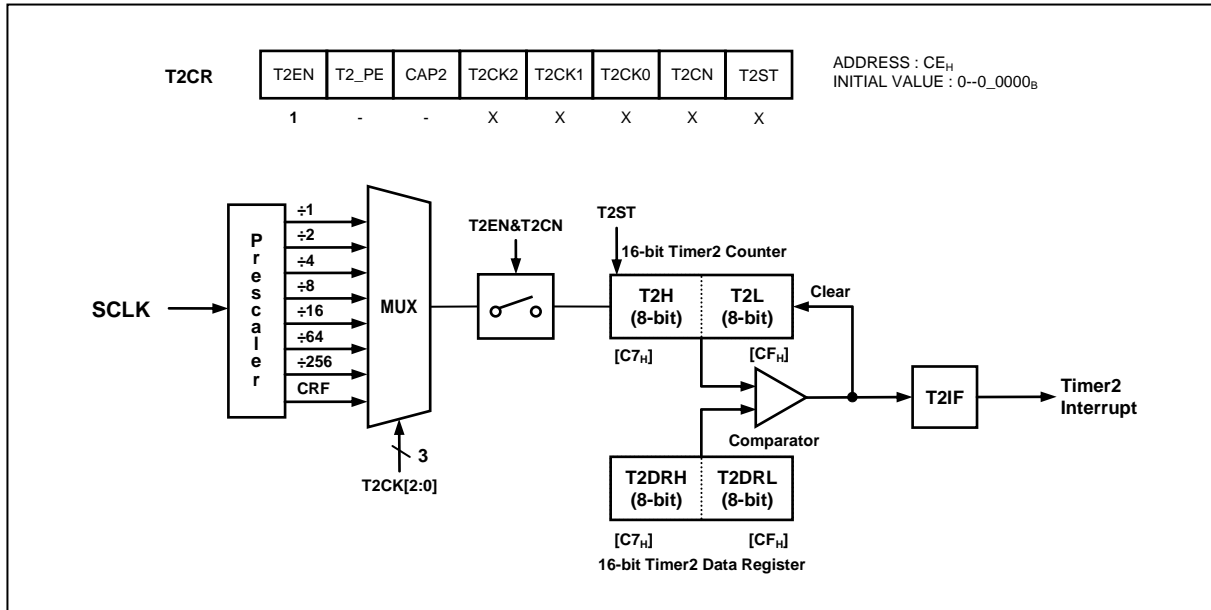 T2CR T2EN T2_PE CAP2 T2CK2 T2CK1 T2CK0 T2CN T2ST
ADDRESS : CEH
INITIAL VALUE : 0--0_0000B
1 - - X X X X X
Prescaler
÷1
÷2
÷4
÷8
÷16
÷64
÷256
CRF
SCLK
MUX
3
T2CK[2:0]
T2EN&T2CN
T2ST
16-bit Timer2 Counter
T2H
(8-bit)
T2L
(8-bit)
Clear
[C7H]
[CFH]
Comparator
T2IF
Timer2
Interrupt
T2DRH
(8-bit)
T2DRL
(8-bit)
[C7H]
[CFH]
16-bit Timer2 Data Register